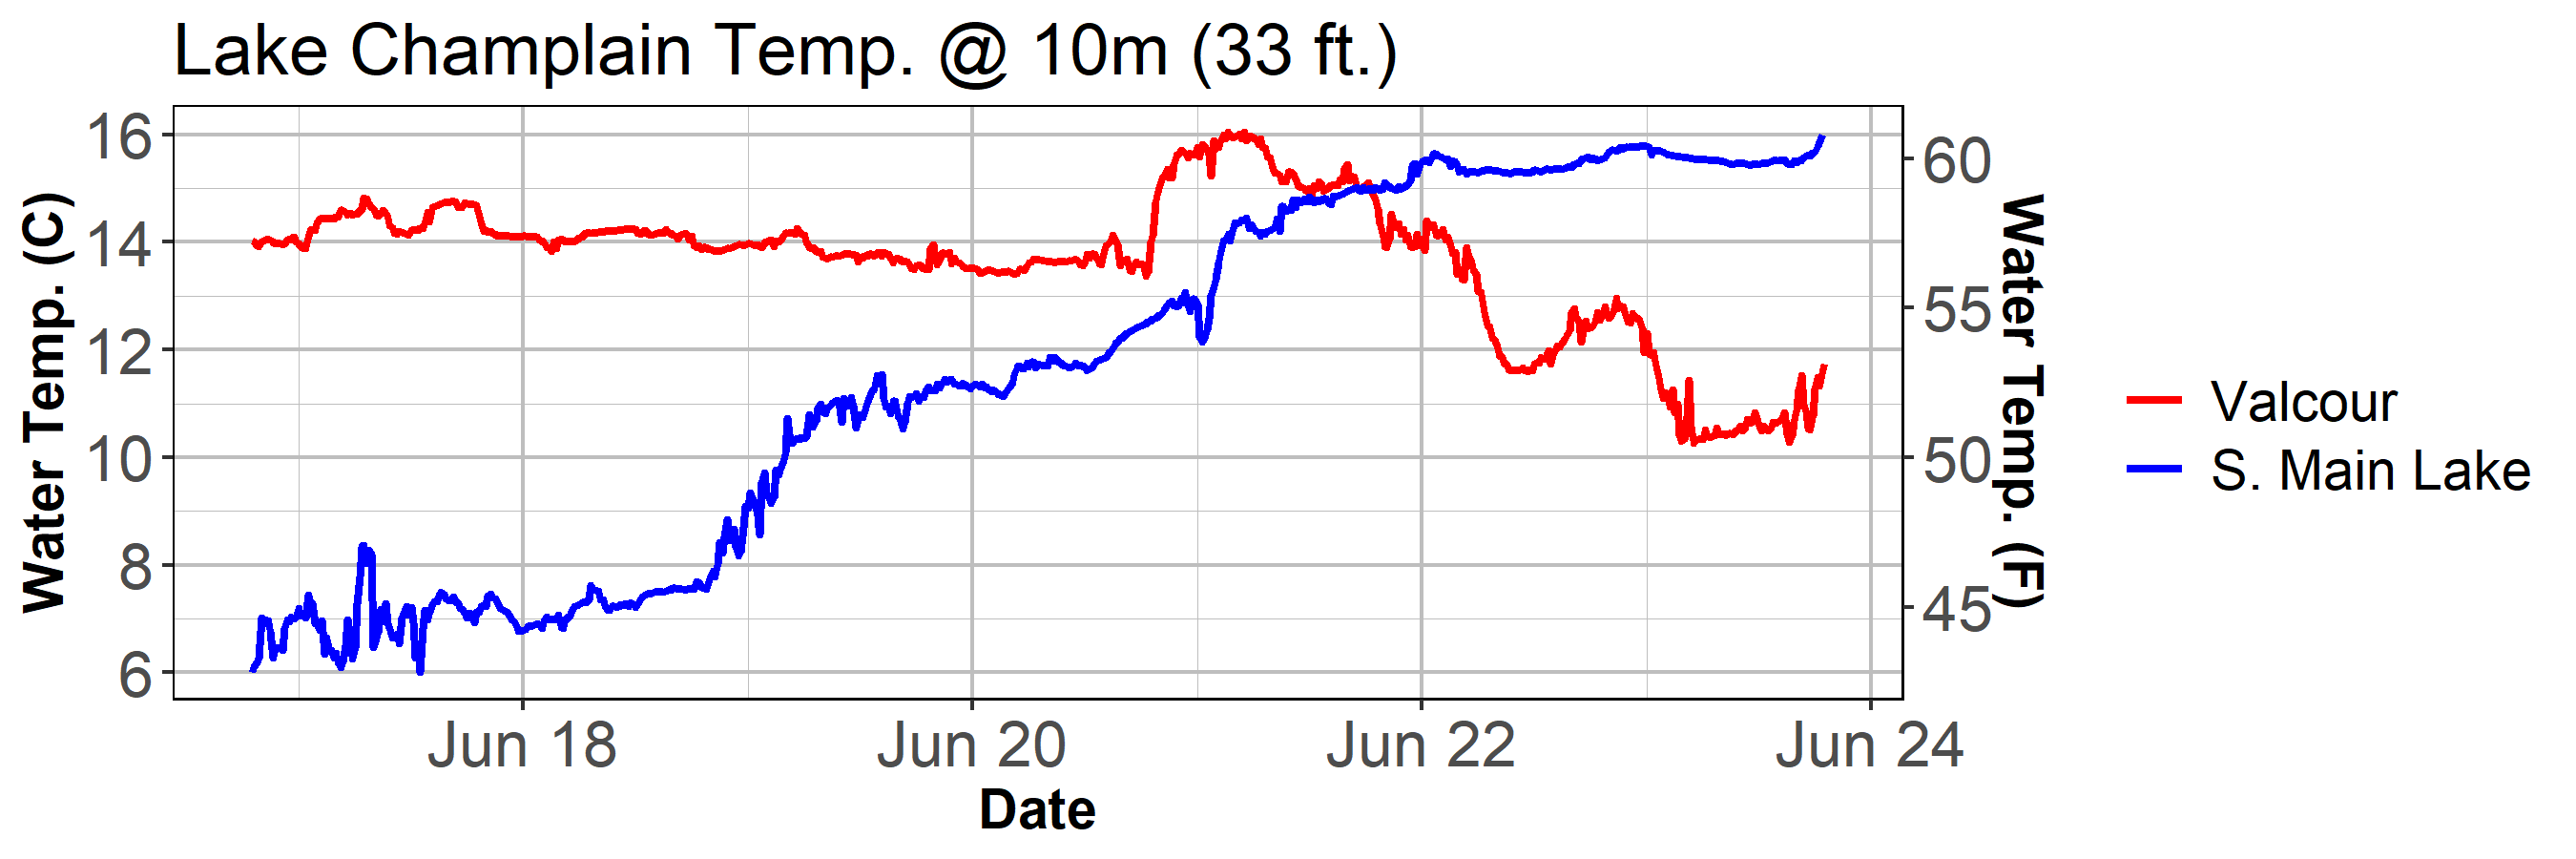 Lake Champlain Temp. @ 10m (33 ft.)
Water Temp. (C)
16
14
12
10
8
6
60
55
50
45
Water Temp. (F)
Jun 18
Jun 20
Jun 22
Jun 24
Date
Valcour
S. Main Lake